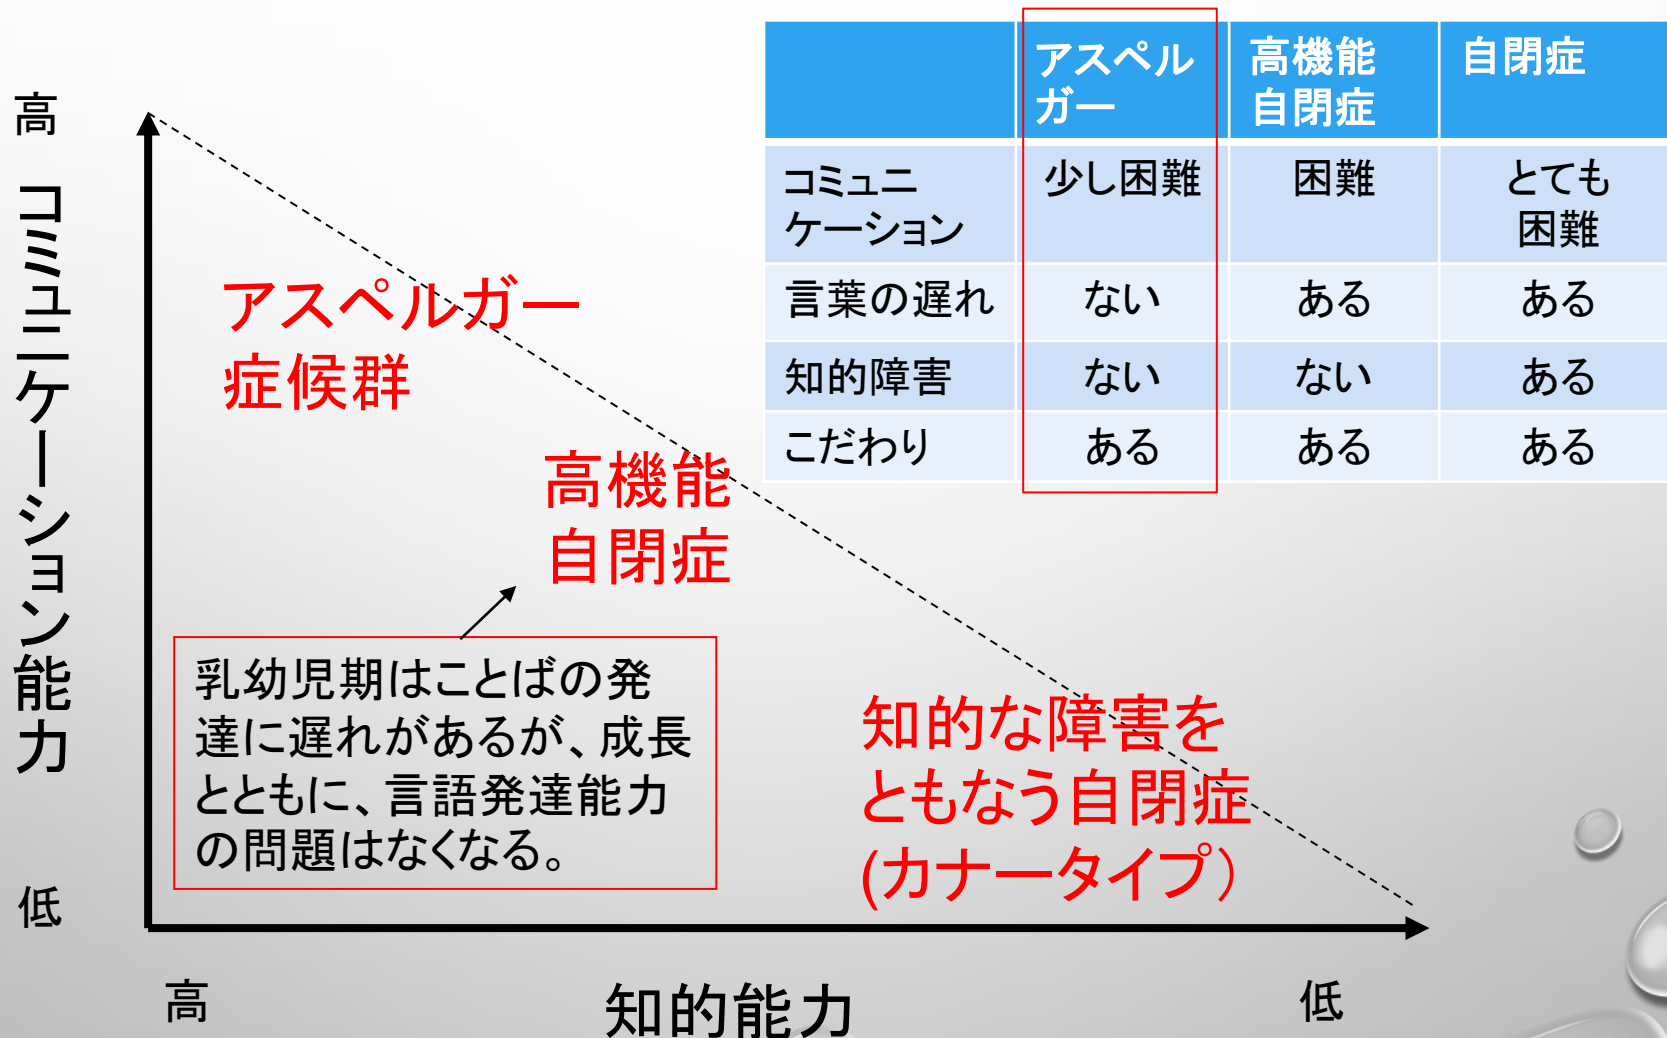 アスペル
ガー
高機能
自閉症
自閉症
コミュニ
ケーション
少し困難
困難
とても
困難
言葉の遅れ
ない
ある
ある
知的障害
ない
ない
ある
こだわり
ある
ある
ある
高
コミュニケーション能力
低
アスペルガー
症候群
高機能
自閉症
乳幼児期はことばの発
達に遅れがあるが、成長
とともに、言語発達能力
の問題はなくなる。
知的な障害を
ともなう自閉症
(カナータイプ）
高
知的能力
低